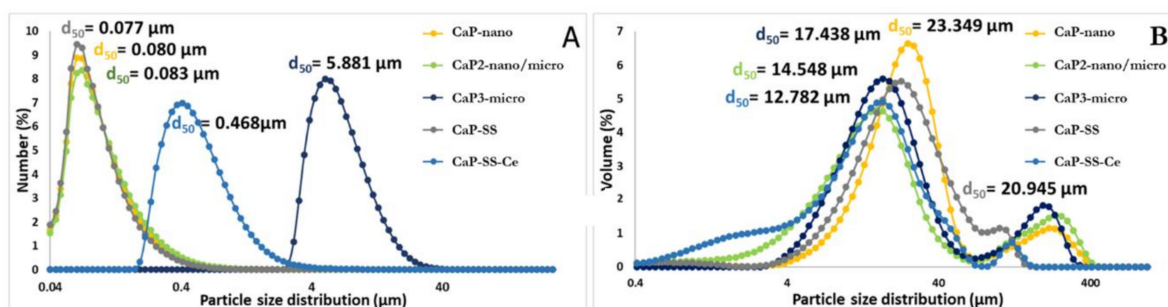 d50= 0.077 µm
d50= 0.080 µm
d50= 0.083 µm
d50= 0.468µm
d50= 5.881 µm
A
CaP-nano
CaP2-nano/micro
CaP3-micro
CaP-SS
CaP-SS-Ce
Number (%)
10
9
8
7
6
5
4
3
2
1
0
0.04
0.4
4
40
Particle size distribution (µm)
d50= 23.349 µm
d50= 17.438 µm
d50= 14.548 µm
d50= 12.782 µm
d50= 20.945 µm
B
CaP-nano
CaP2-nano/micro
CaP3-micro
CaP-SS
CaP-SS-Ce
Volume (%)
7
6
5
4
3
2
1
0
0.4
4
40
400
Particle size distribution (µm)